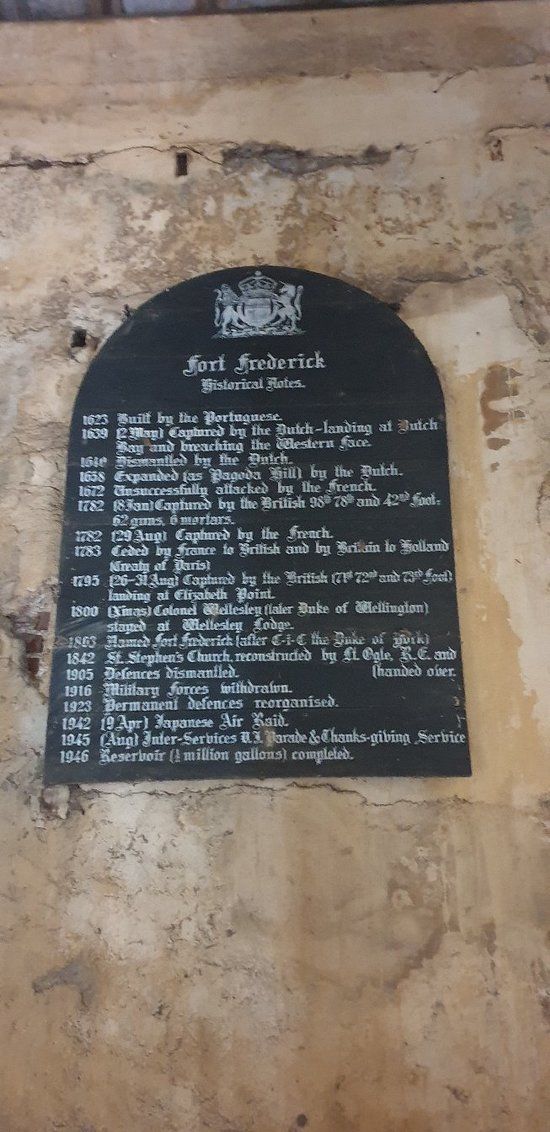 Fort Frederick
Historical Notes.
1623 Built by the Portuguese.
1639 (2 May) Captured by the Dutch-landing at Dutch
Bay and breaching the Western Face.
1640 Dismantled by the Dutch.
1658 Expanded (as Pagoda Hill) by the Dutch.
1672 Unsuccessfully attacked by the French.
1782 (8 Jan) Captured by the British 98th 78th and 42nd Foot:
62 guns, 6 mortars.
1782 (29 Aug) Captured by the French.
1783 Ceded by France to British and by Britain to Holland
(Treaty of Paris)
1795 (26-31 Aug) Captured by the British (71st 72nd and 73rd Foot)
landing at Elizabeth Point.
1800 (Xmas) Colonel Wellesley (later Duke of Wellington)
stayed at Wellesley Lodge.
1803 Named Fort Frederick (after C-i-C the Duke of York)
1842 St. Stephen's Church, reconstructed by Lt. Ogle, R.E. and
1905 Defences dismantled. (handed over.
1916 Military Forces withdrawn.
1923 Permanent defences reorganised.
1942 (9 Apr) Japanese Air Raid.
1945 (Aug) Inter-Services V.J. Parade & Thanks-giving Service
1946 Reservoir (½ million gallons) completed.